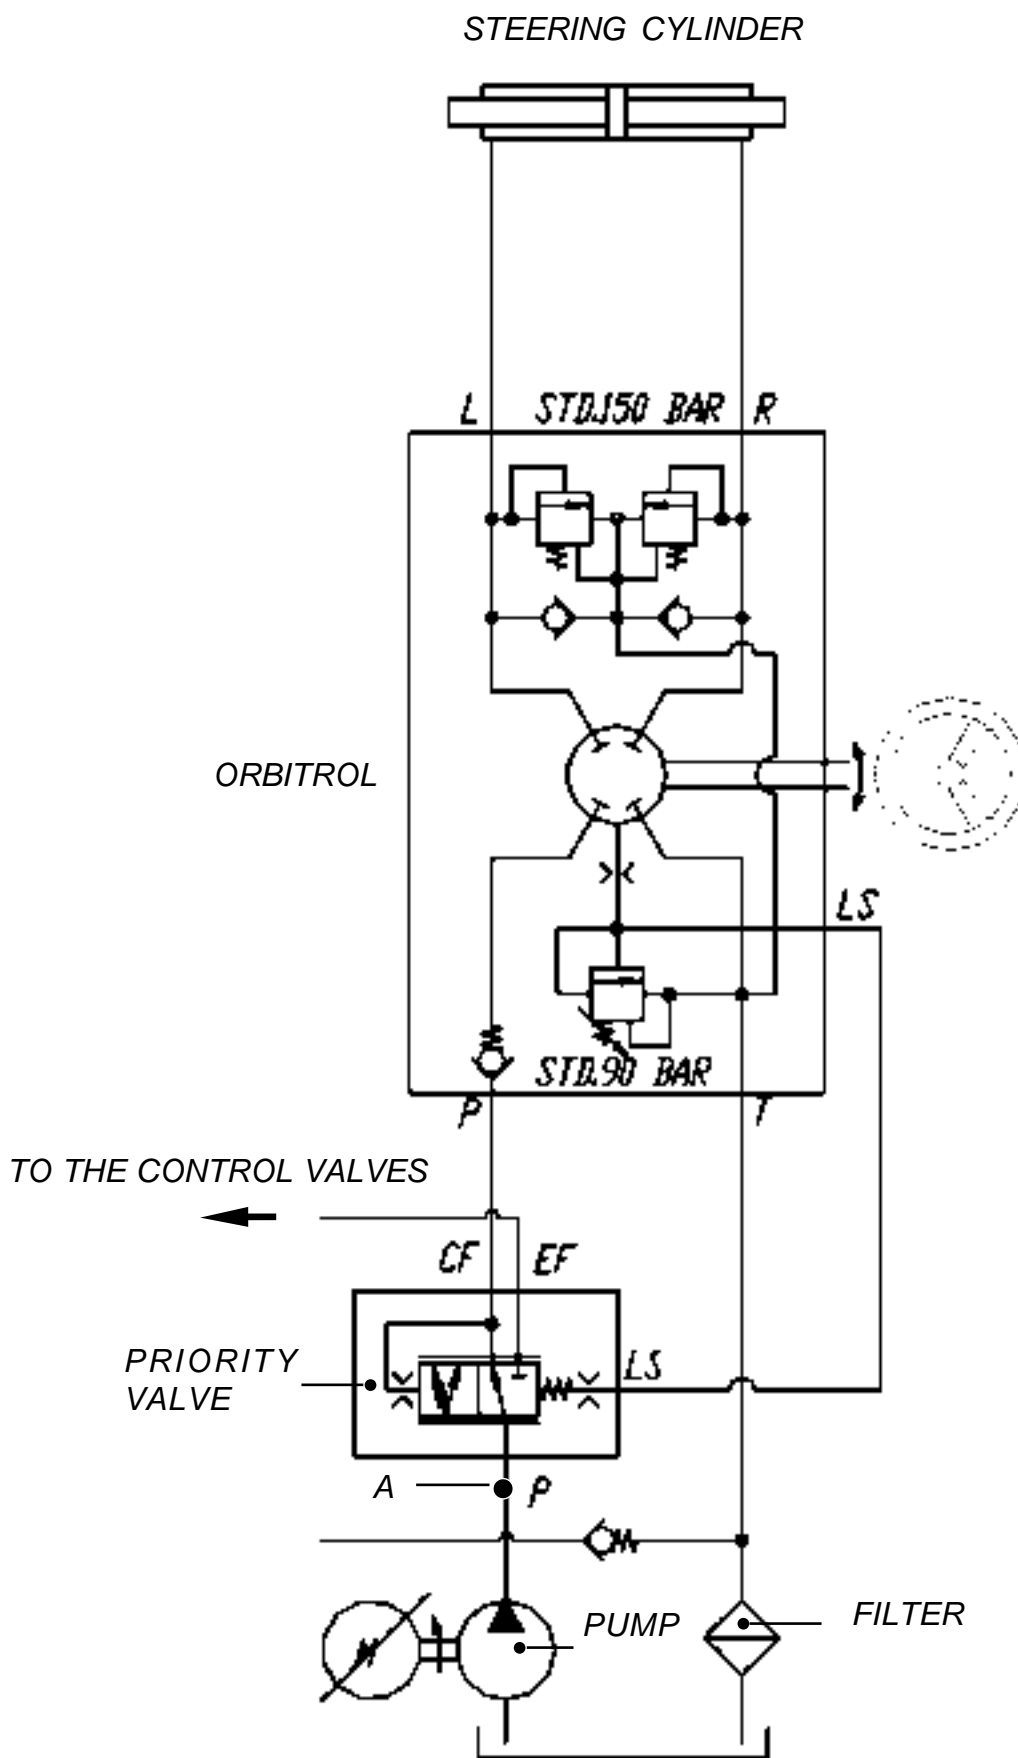 STEERING CYLINDER
L STD.150 BAR R
ORBITROL
LS
STD.90 BAR
P T
TO THE CONTROL VALVES
CF EF
PRIORITY
VALVE
LS
A P
M
PUMP
FILTER